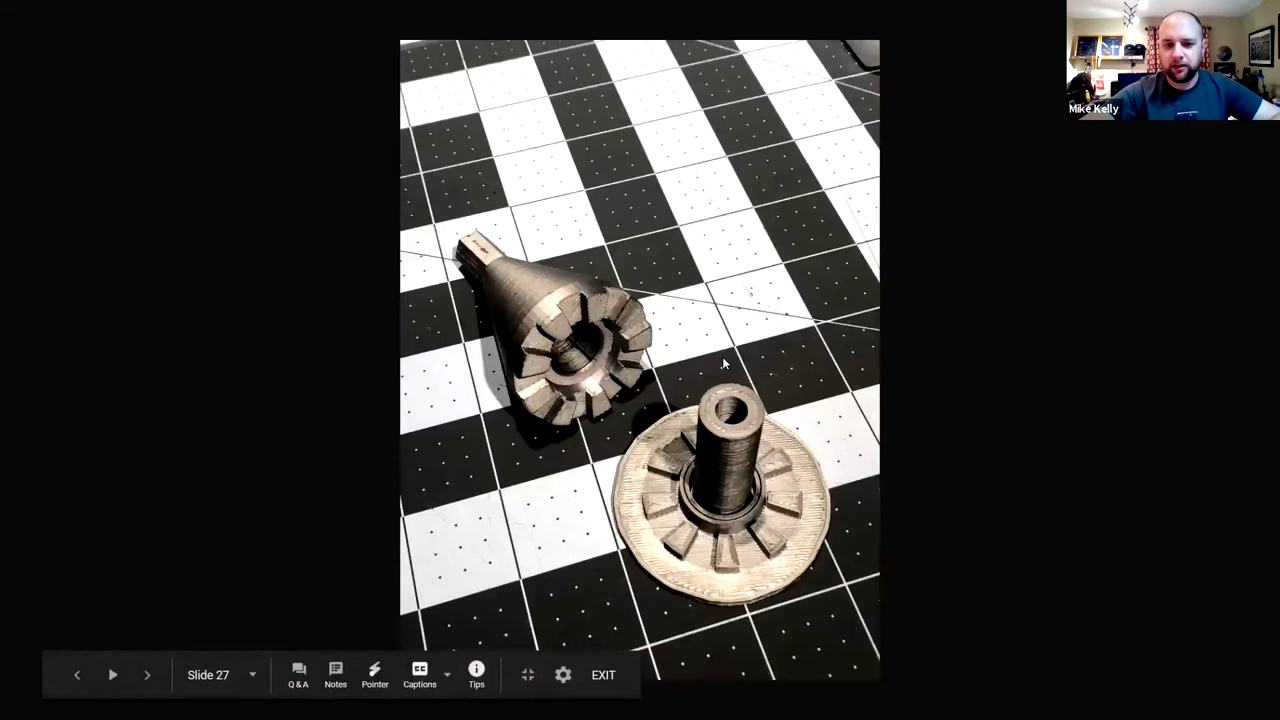 Mike Kelly
Slide 27
Q & A
Notes
Pointer
Captions
Tips
EXIT